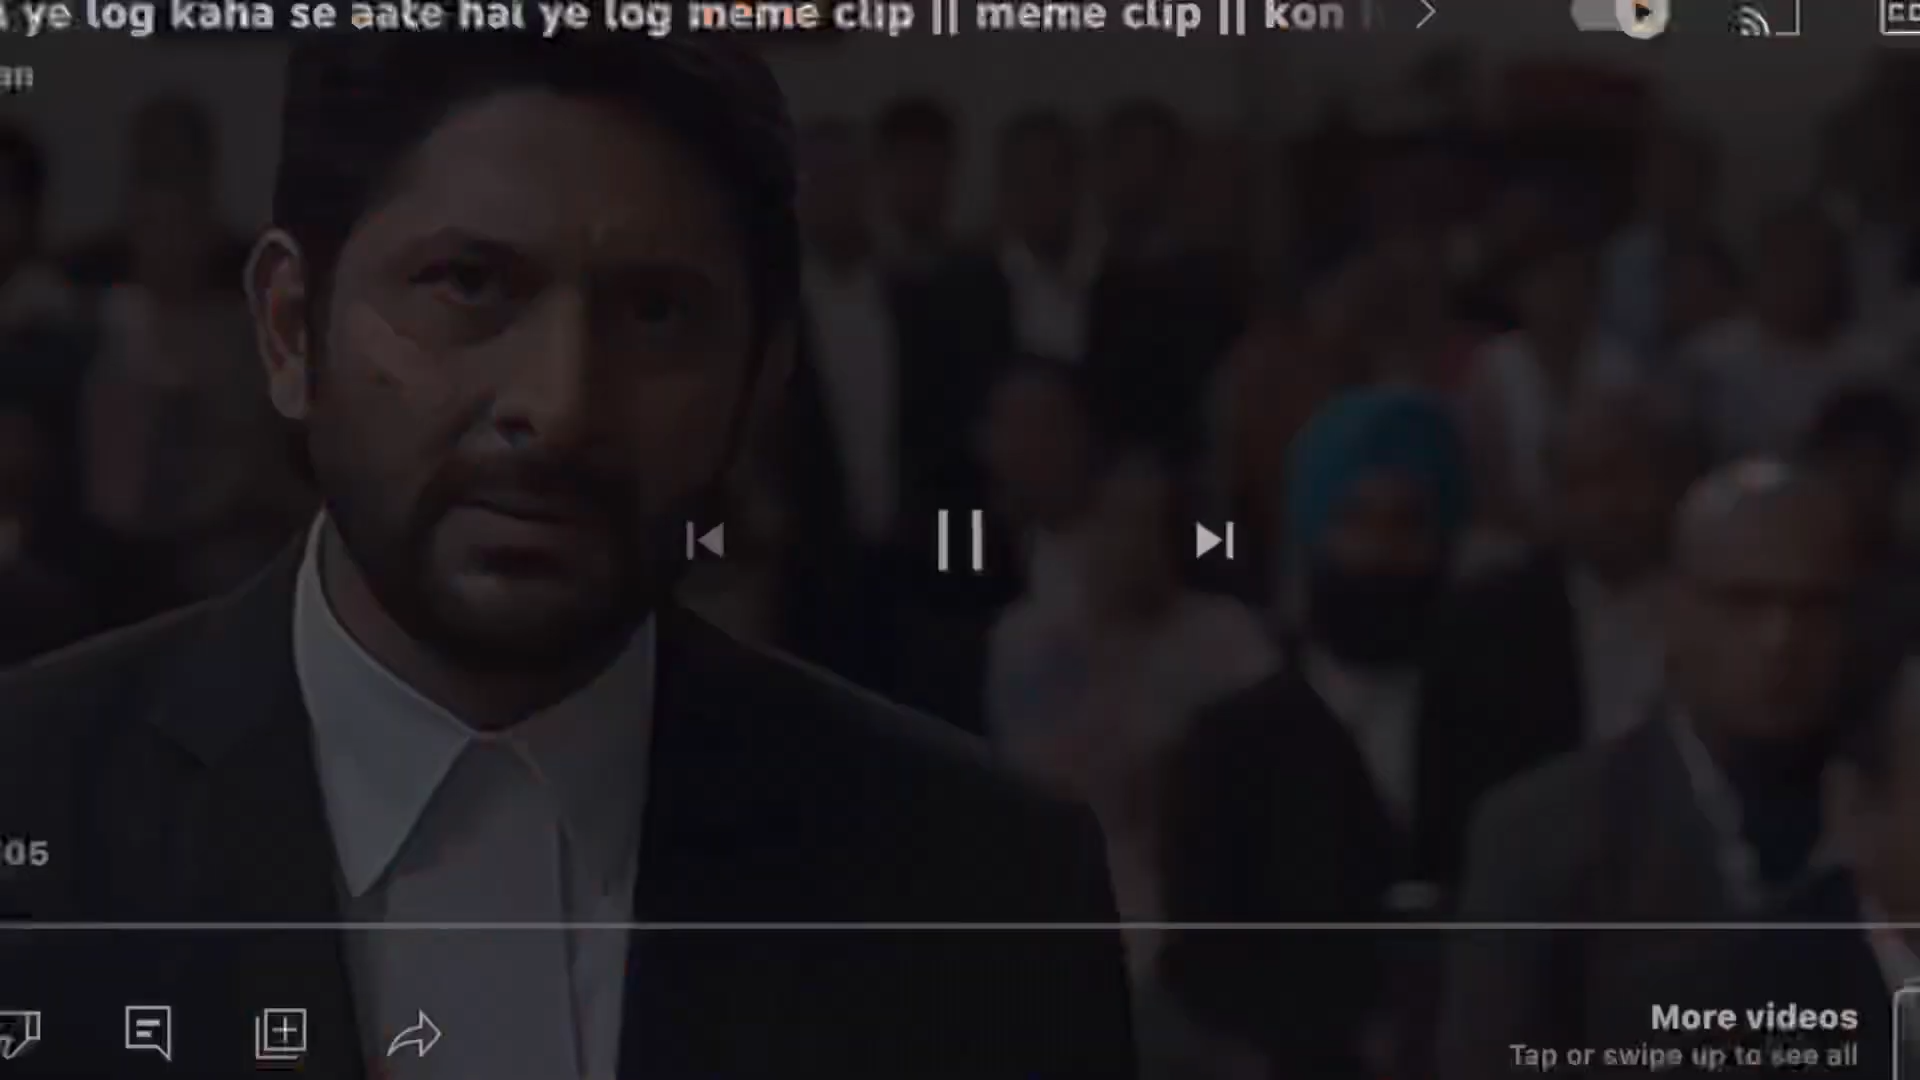 ye log kaha se aate hai ye log meme clip || meme clip || kon
an
05
More videos
Tap or swipe up to see all